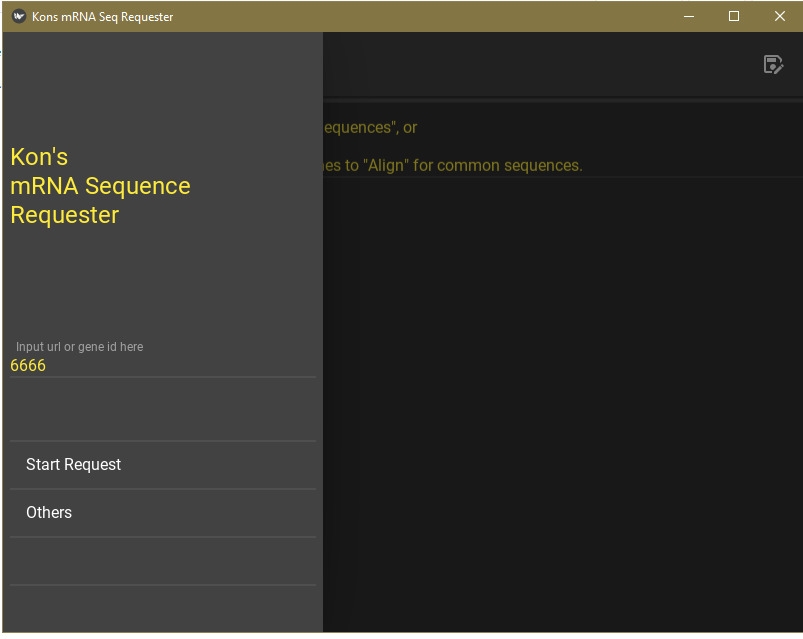 Kons mRNA Seq Requester
equences", or
Kon's
mRNA Sequence
Requester
es to "Align" for common sequences.
Input url or gene id here
6666
Start Request
Others